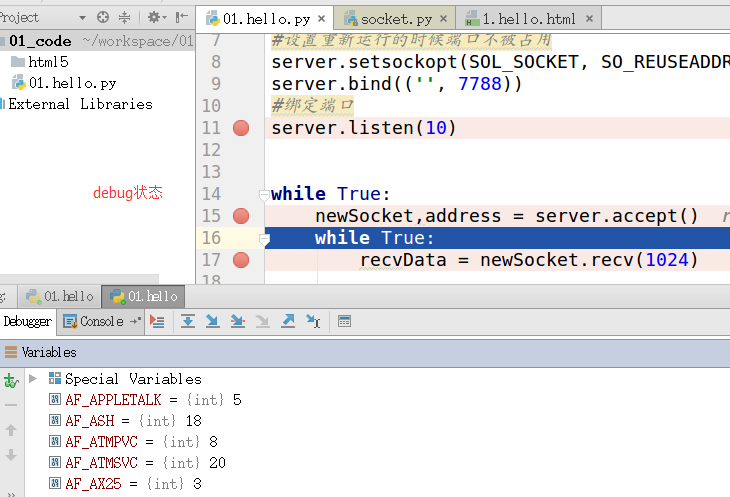 Project
01.hello.py
socket.py
1.hello.html
01_code ~/workspace/01
html5
01.hello.py
External Libraries
debug状态
7 #设置重新运行的时候端口不被占用
8 server.setsockopt(SOL_SOCKET, SO_REUSEADDR
9 server.bind(('', 7788))
10 #绑定端口
11 server.listen(10)
12
13
14 while True:
15 newSocket,address = server.accept()
16 while True:
17 recvData = newSocket.recv(1024)
18
01.hello
01.hello
Debugger
Console
Variables
Special Variables
AF_APPLETALK = {int} 5
AF_ASH = {int} 18
AF_ATMPVC = {int} 8
AF_ATMSVC = {int} 20
AF_AX25 = {int} 3